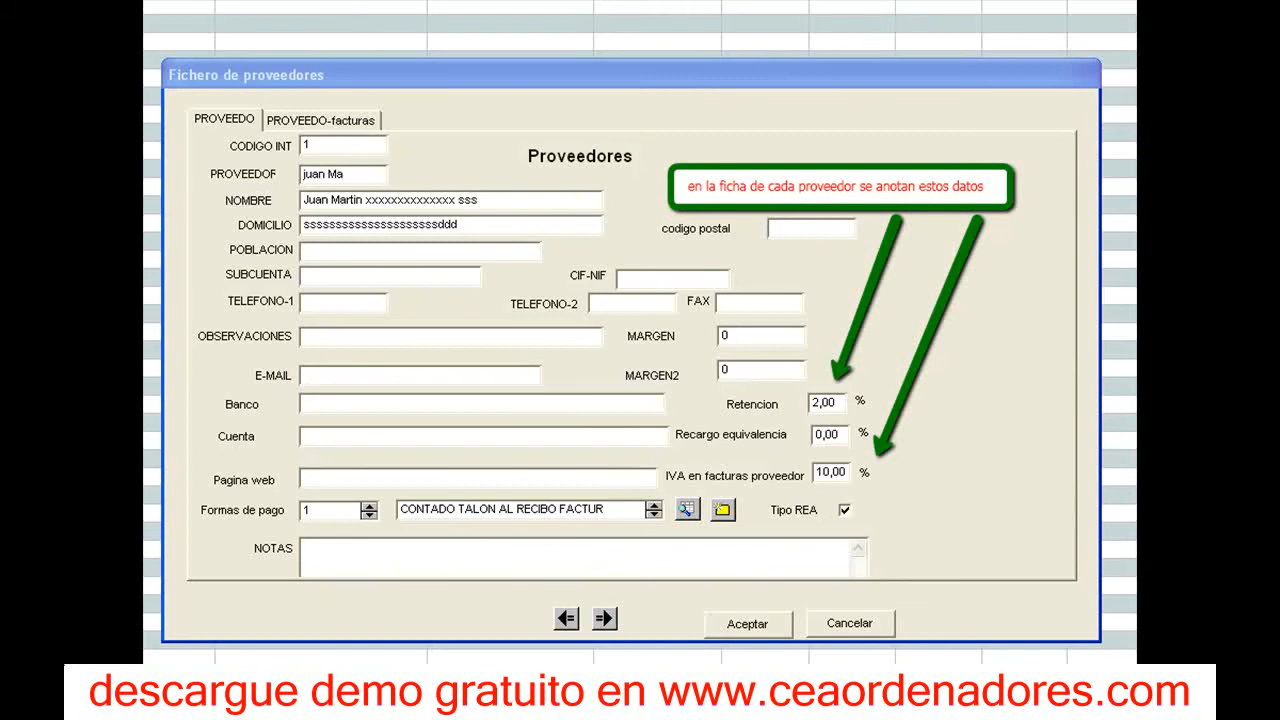 Fichero de proveedores
PROVEEDO PROVEEDO-facturas
CODIGO INT 1
Proveedores
PROVEEDOF juan Ma
en la ficha de cada proveedor se anotan estos datos
NOMBRE Juan Martin xxxxxxxxxxxxxx sss
DOMICILIO sssssssssssssssssssssddd
codigo postal
POBLACION
SUBCUENTA CIF-NIF
TELEFONO-1 TELEFONO-2 FAX
OBSERVACIONES MARGEN 0
E-MAIL MARGEN2 0
Banco Retencion 2,00 %
Cuenta Recargo equivalencia 0,00 %
Pagina web IVA en facturas proveedor 10,00 %
Formas de pago 1 CONTADO TALON AL RECIBO FACTUR Tipo REA
NOTAS
Aceptar Cancelar
descargue demo gratuito en www.ceaordenadores.com